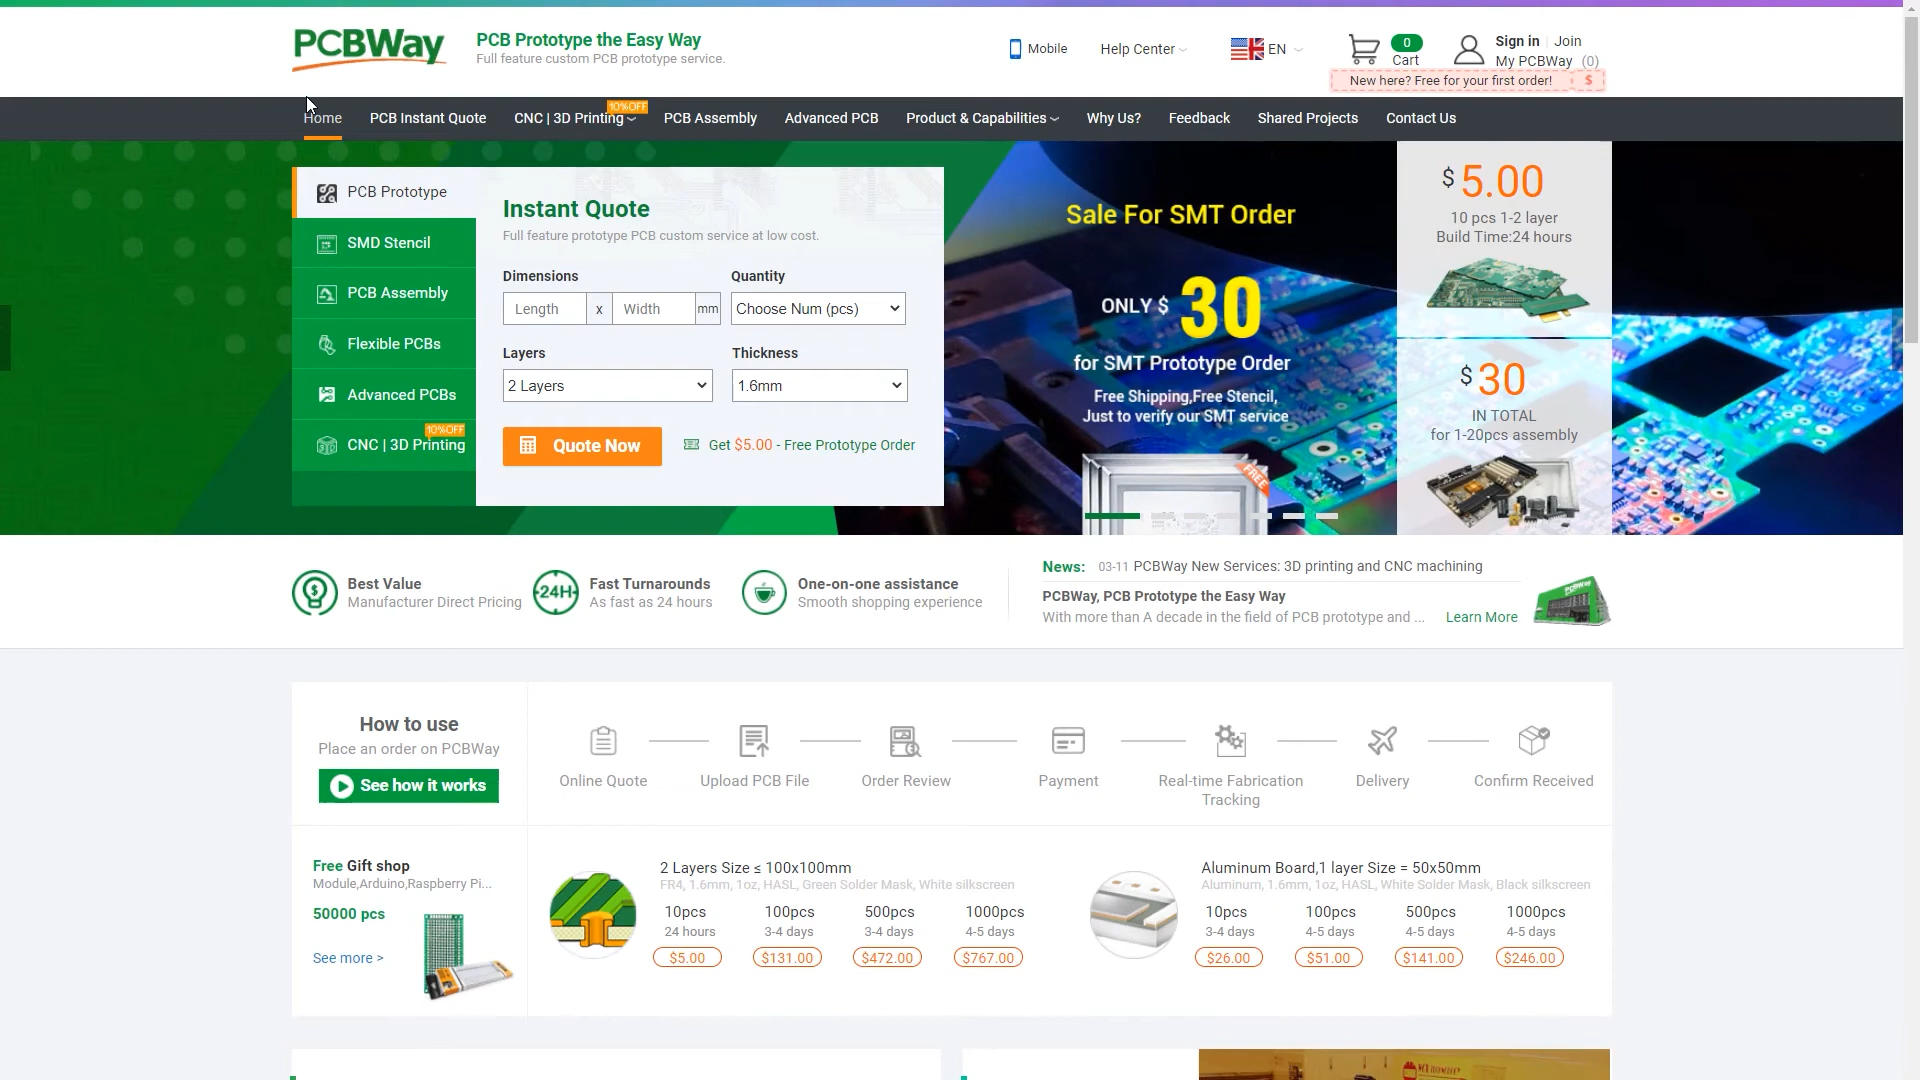 PCBWay
PCB Prototype the Easy Way
Full feature custom PCB prototype service.
Mobile
Help Center
EN
0
Cart
Sign in | Join
My PCBWay (0)
New here? Free for your first order! $
Home
PCB Instant Quote
CNC | 3D Printing
10%OFF
PCB Assembly
Advanced PCB
Product & Capabilities
Why Us?
Feedback
Shared Projects
Contact Us
PCB Prototype
SMD Stencil
PCB Assembly
Flexible PCBs
Advanced PCBs
10%OFF
CNC | 3D Printing
Instant Quote
Full feature prototype PCB custom service at low cost.
Dimensions
Quantity
Length x Width mm
Choose Num (pcs)
Layers
Thickness
2 Layers
1.6mm
Quote Now
Get $5.00 - Free Prototype Order
Sale For SMT Order
ONLY $ 30
for SMT Prototype Order
Free Shipping,Free Stencil,
Just to verify our SMT service
FREE
$ 5.00
10 pcs 1-2 layer
Build Time:24 hours
$ 30
IN TOTAL
for 1-20pcs assembly
Best Value
Manufacturer Direct Pricing
24H
Fast Turnarounds
As fast as 24 hours
One-on-one assistance
Smooth shopping experience
News: 03-11 PCBWay New Services: 3D printing and CNC machining
PCBWay, PCB Prototype the Easy Way
With more than A decade in the field of PCB prototype and ... Learn More
How to use
Place an order on PCBWay
See how it works
Online Quote
Upload PCB File
Order Review
Payment
Real-time Fabrication
Tracking
Delivery
Confirm Received
Free Gift shop
Module,Arduino,Raspberry Pi...
50000 pcs
See more >
2 Layers Size ≤ 100x100mm
FR4, 1.6mm, 1oz, HASL, Green Solder Mask, White silkscreen
10pcs 100pcs 500pcs 1000pcs
24 hours 3-4 days 3-4 days 4-5 days
$5.00 $131.00 $472.00 $767.00
Aluminum Board,1 layer Size = 50x50mm
Aluminum, 1.6mm, 1oz, HASL, White Solder Mask, Black silkscreen
10pcs 100pcs 500pcs 1000pcs
3-4 days 4-5 days 4-5 days 4-5 days
$26.00 $51.00 $141.00 $246.00